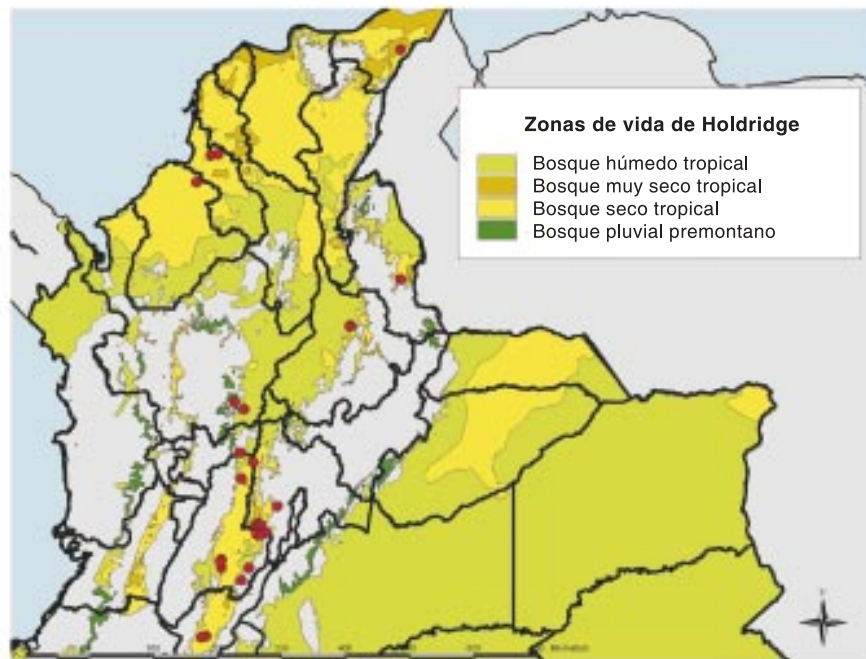 Zonas de vida de Holdridge
Bosque húmedo tropical
Bosque muy seco tropical
Bosque seco tropical
Bosque pluvial premontano